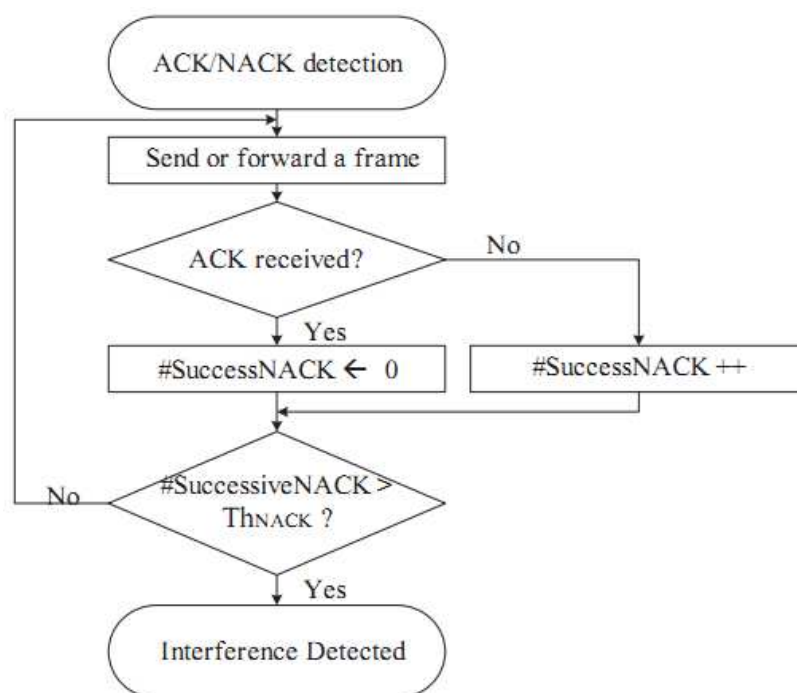 ACK/NACK detection
Send or forward a frame
ACK received?
No
Yes
#SuccessNACK ← 0
#SuccessNACK ++
#SuccessiveNACK >
ThNACK ?
No
Yes
Interference Detected